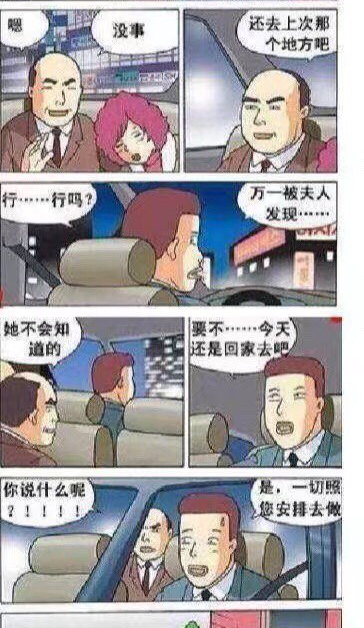 嗯
没事
还去上次那
个地方吧
行……行吗?
万一被夫人
发现……
她不会知
道的
要不……今天
还是回家去吧
你说什么呢
?!!!!
是,一切照
您安排去做